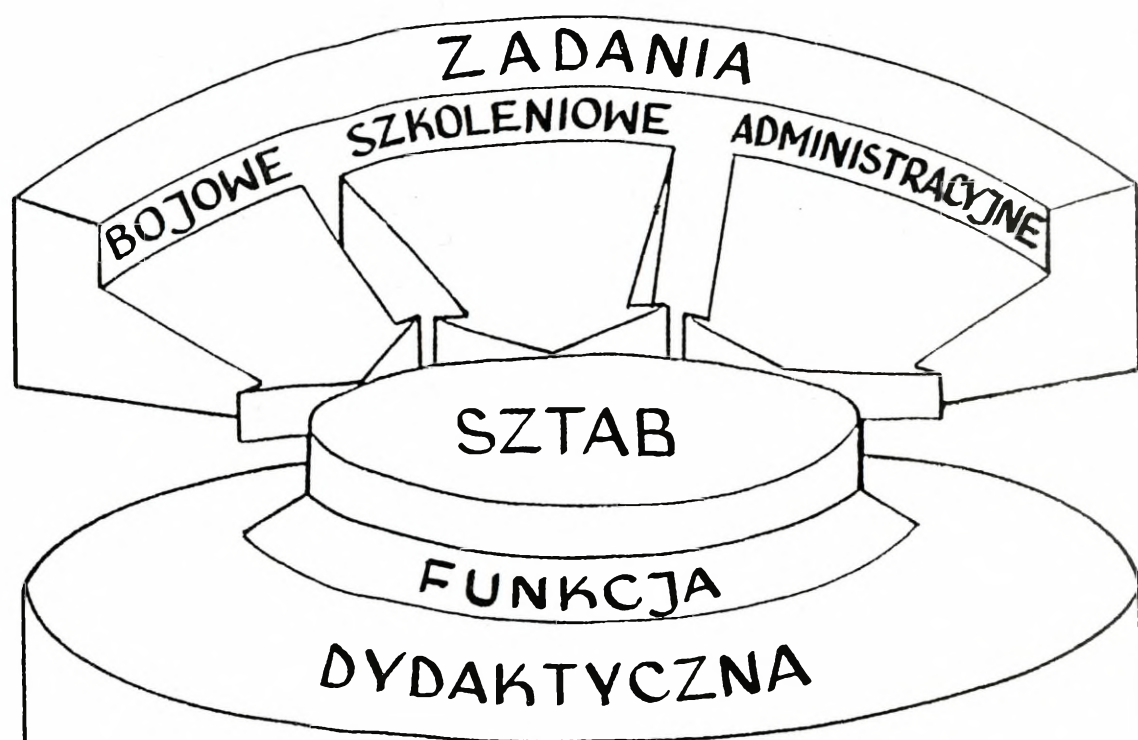 ZADANIA
BOJOWE
SZKOLENIOWE
ADMINISTRACYJNE
SZTAB
FUNKCJA
DYDAKTYCZNA